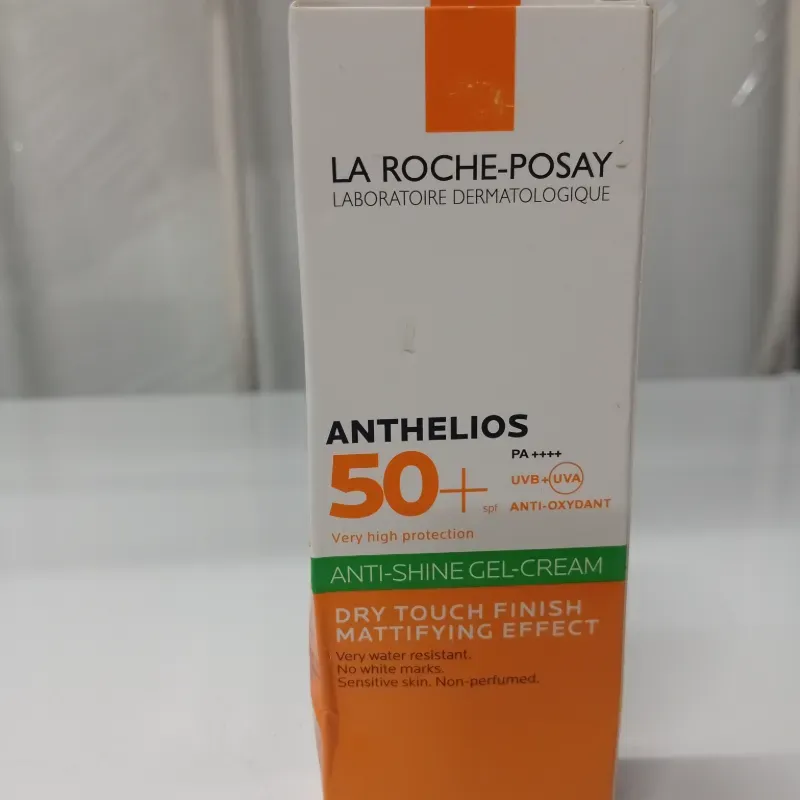 LA ROCHE-POSAY
LABORATOIRE DERMATOLOGIQUE
ANTHELIOS
50+ spf
PA ++++
UVB + UVA
ANTI-OXYDANT
Very high protection
ANTI-SHINE GEL-CREAM
DRY TOUCH FINISH
MATTIFYING EFFECT
Very water resistant.
No white marks.
Sensitive skin. Non-perfumed.